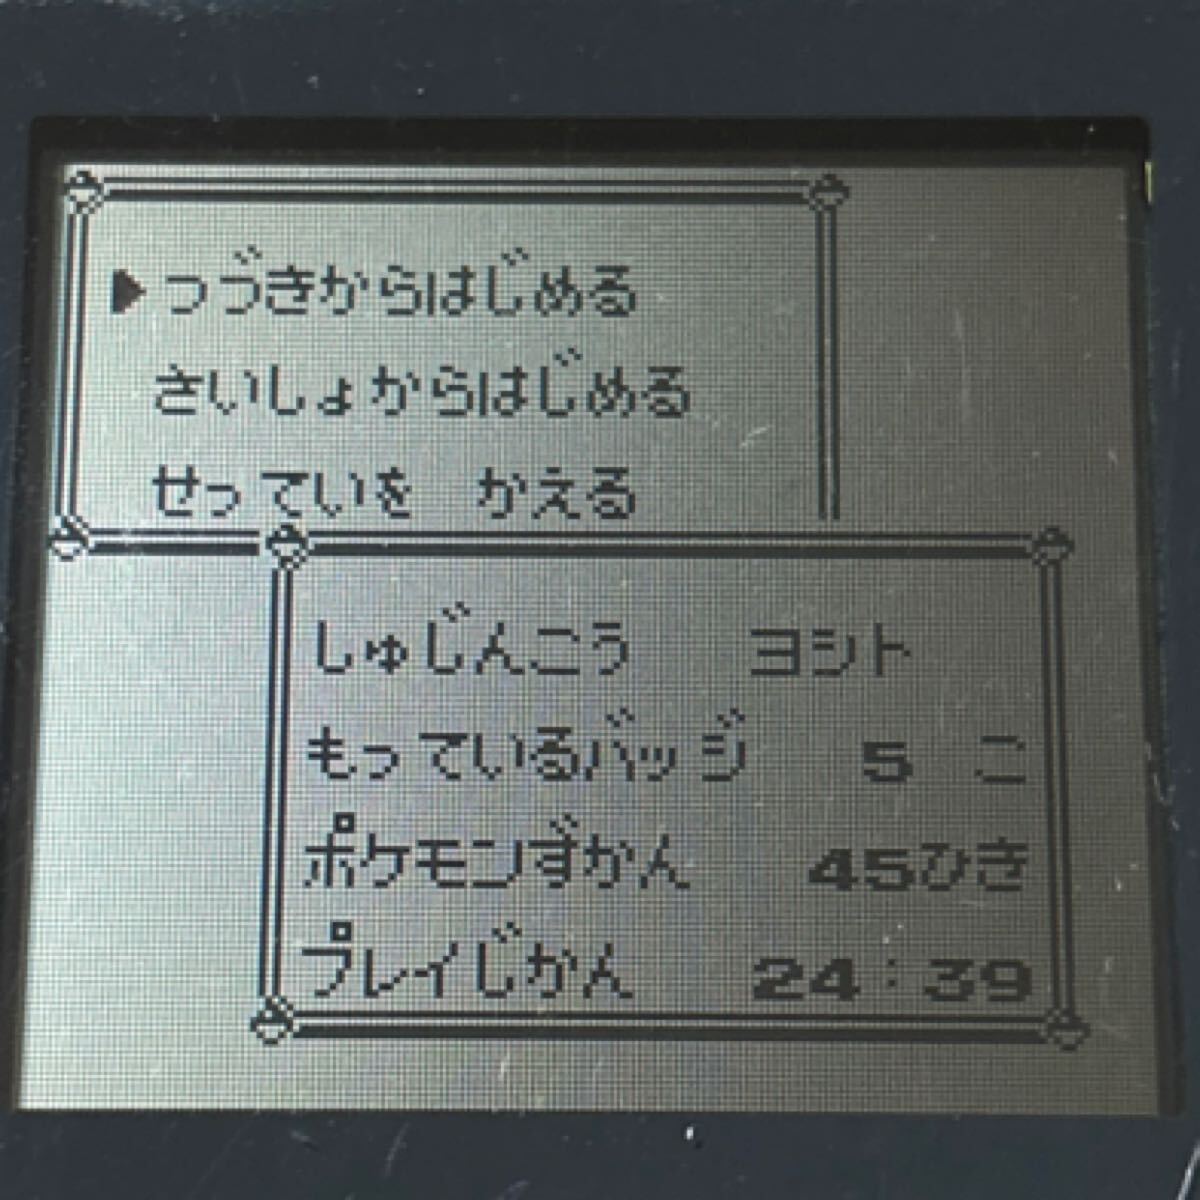 ▶つづきからはじめる
さいしょからはじめる
せっていを　かえる
しゅじんこう　ヨシト
もっているバッジ　5 こ
ポケモンずかん　45ひき
プレイじかん　24:39